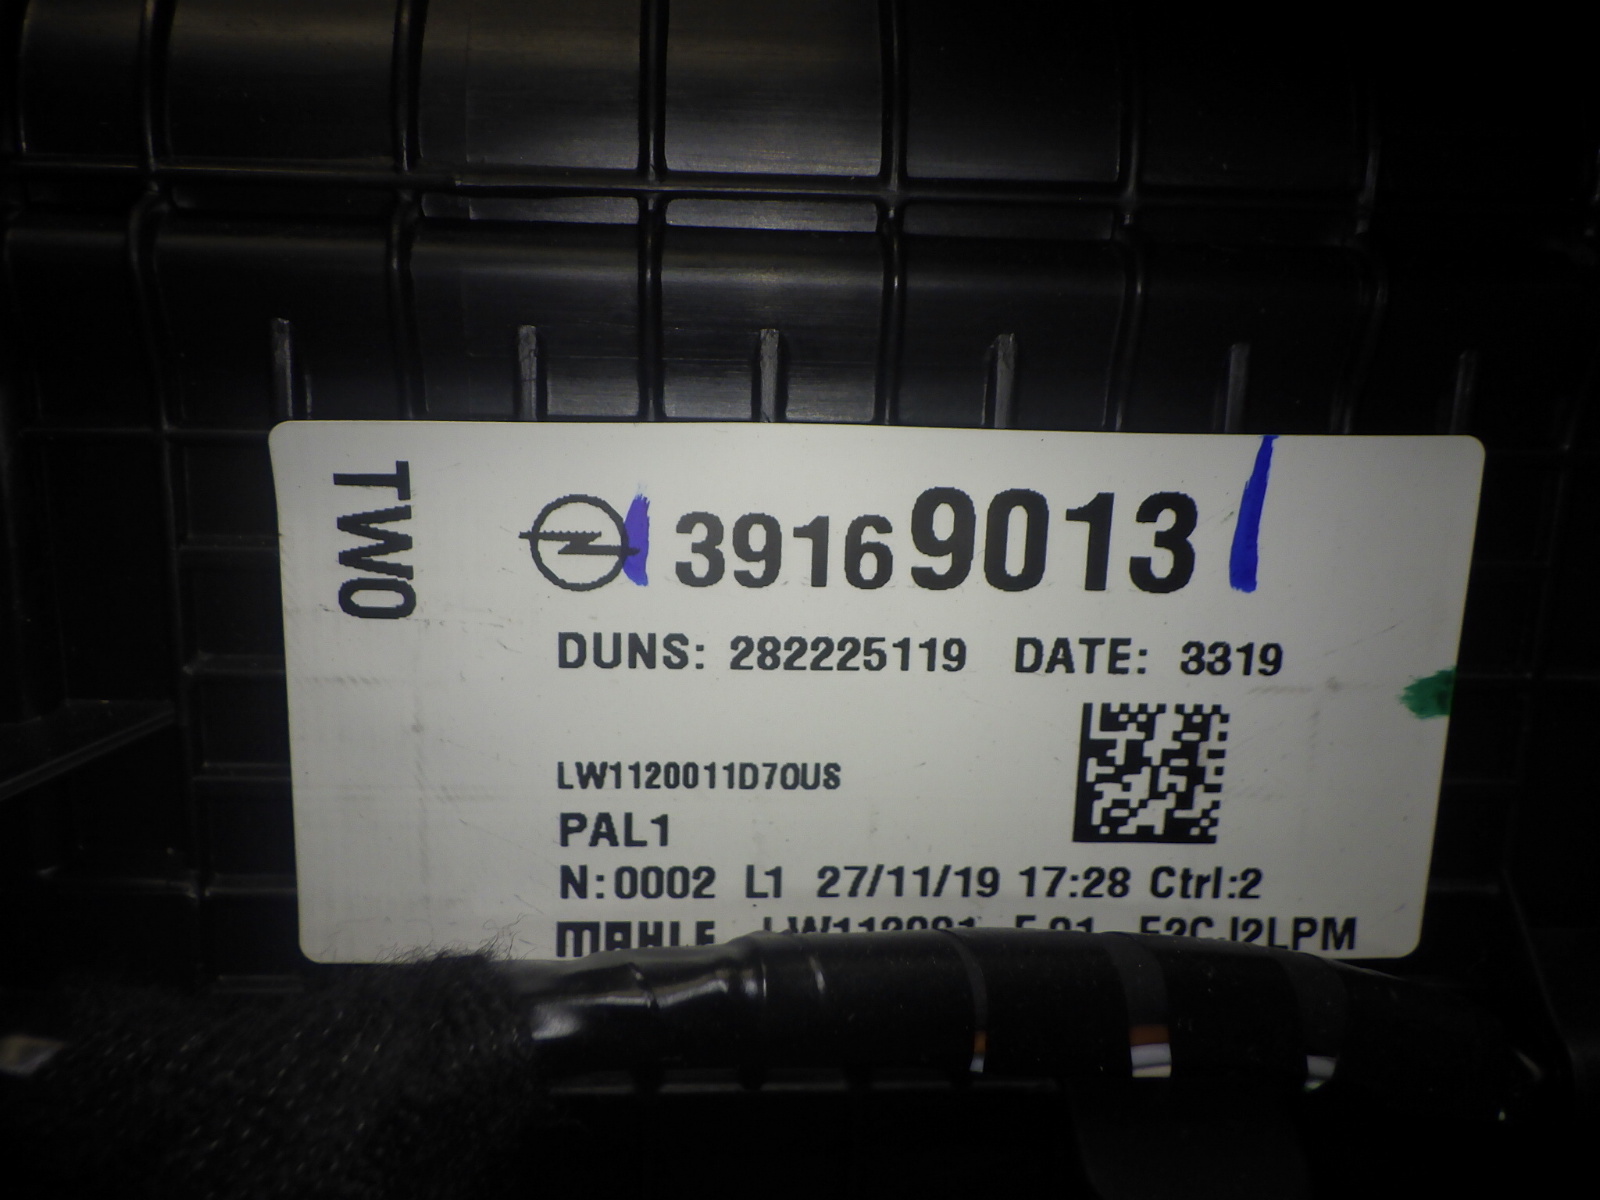 TWO
39169013
DUNS: 282225119 DATE: 3319
LW1120011D70US
PAL1
N:0002 L1 27/11/19 17:28 Ctrl:2
MAHLE